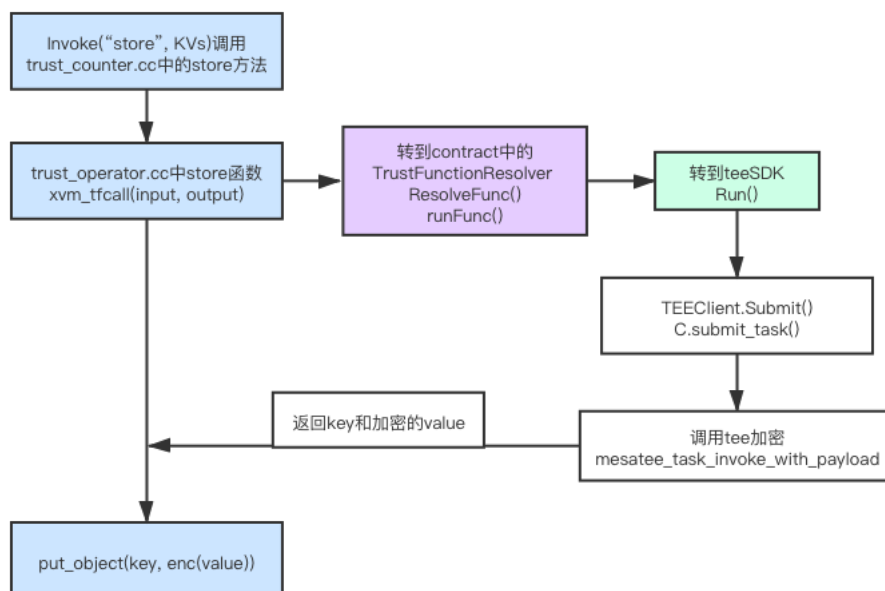 Invoke(“store”, KVs)调用
trust_counter.cc中的store方法
trust_operator.cc中store函数
xvm_tfcall(input, output)
转到contract中的
TrustFunctionResolver
ResolveFunc()
runFunc()
转到teeSDK
Run()
TEEClient.Submit()
C.submit_task()
返回key和加密的value
调用tee加密
mesatee_task_invoke_with_payload
put_object(key, enc(value))